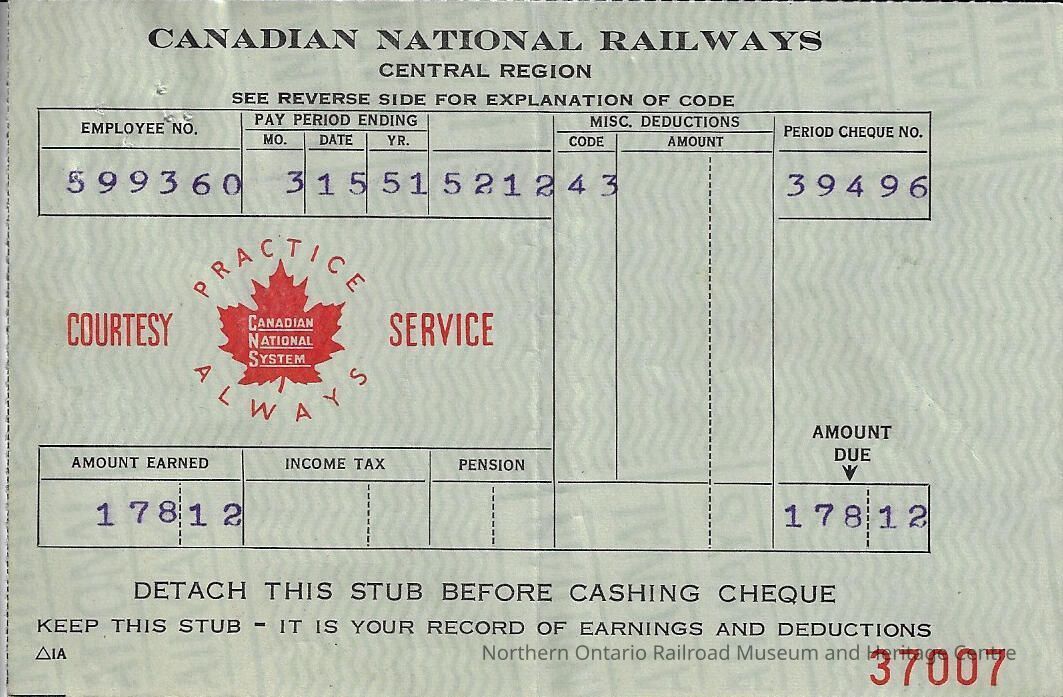 CANADIAN NATIONAL RAILWAYS
CENTRAL REGION
SEE REVERSE SIDE FOR EXPLANATION OF CODE
EMPLOYEE NO. PAY PERIOD ENDING MISC. DEDUCTIONS PERIOD CHEQUE NO.
MO. DATE YR. CODE AMOUNT
599360 3 15 51 5212 43 39496
PRACTICE
COURTESY CANADIAN NATIONAL SYSTEM SERVICE
ALWAYS
AMOUNT DUE
AMOUNT EARNED INCOME TAX PENSION
178 12 178 12
DETACH THIS STUB BEFORE CASHING CHEQUE
KEEP THIS STUB - IT IS YOUR RECORD OF EARNINGS AND DEDUCTIONS
△1A Northern Ontario Railroad Museum and Heritage Centre
37007